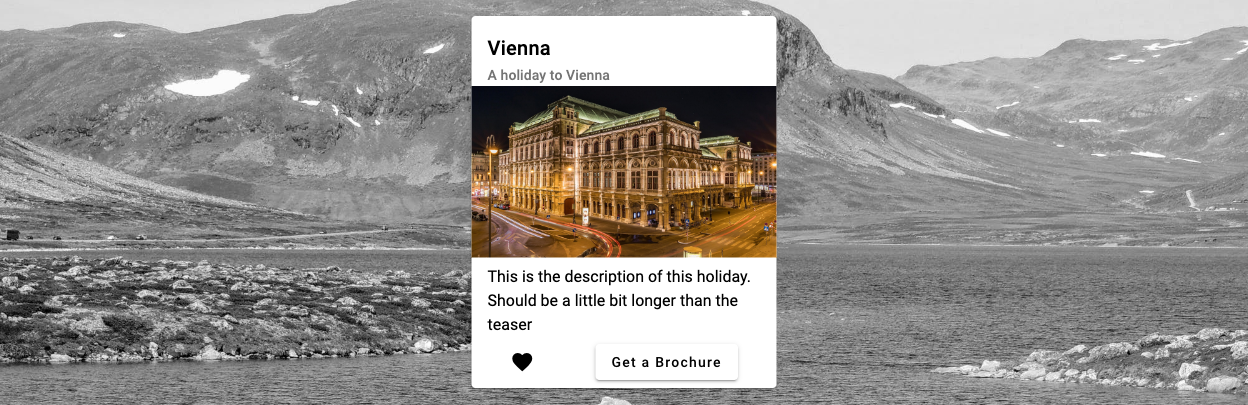 Vienna
A holiday to Vienna
This is the description of this holiday.
Should be a little bit longer than the
teaser
Get a Brochure